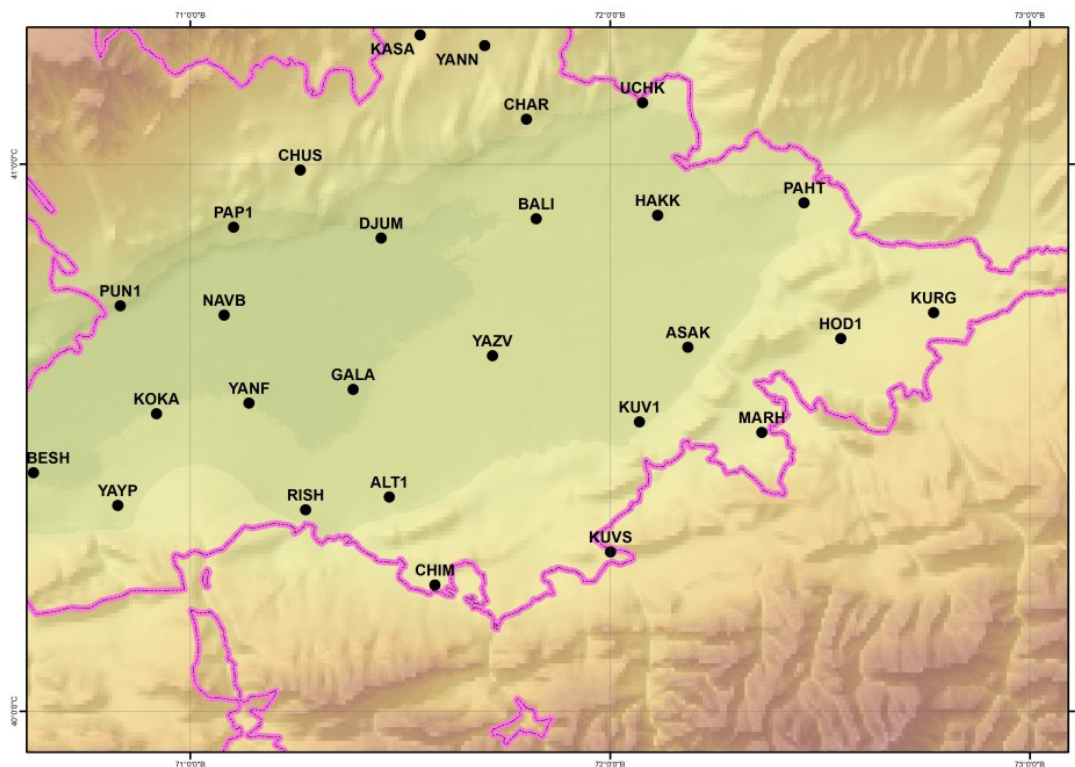 71°0'0"В
72°0'0"В
73°0'0"В
KASA
YANN
UCHK
CHAR
41°0'0"С
CHUS
PAHT
PAP1
DJUM
BALI
HAKK
PUN1
NAVB
KURG
YAZV
ASAK
HOD1
GALA
KOKA
YANF
KUV1
MARH
BESH
YAYP
RISH
ALT1
KUVS
CHIM
40°0'0"С
71°0'0"В
72°0'0"В
73°0'0"В